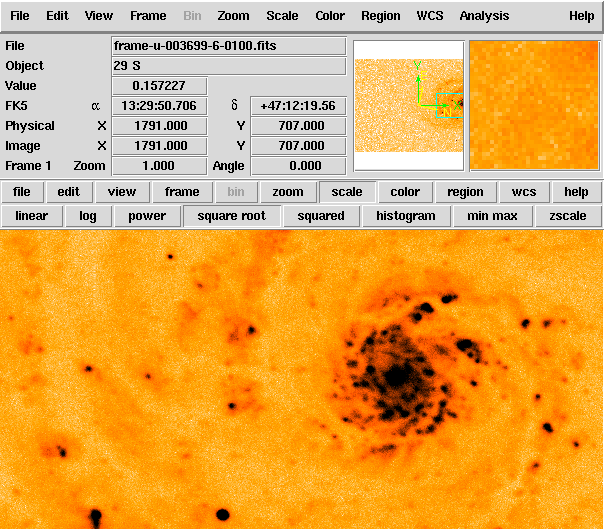 File Edit View Frame Bin Zoom Scale Color Region WCS Analysis Help
File frame-u-003699-6-0100.fits
Object 29 S
Value 0.157227
FK5 α 13:29:50.706 δ +47:12:19.56
Physical X 1791.000 Y 707.000
Image X 1791.000 Y 707.000
Frame 1 Zoom 1.000 Angle 0.000
file edit view frame bin zoom scale color region wcs help
linear log power square root squared histogram min max zscale